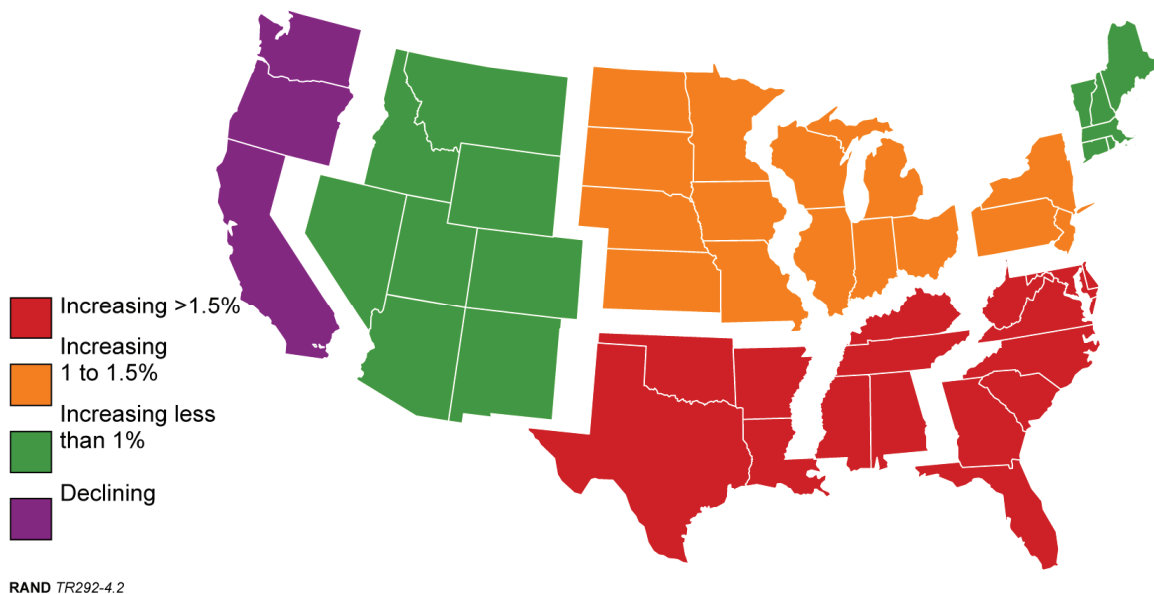 Increasing >1.5%
Increasing
1 to 1.5%
Increasing less
than 1%
Declining
RAND TR292-4.2